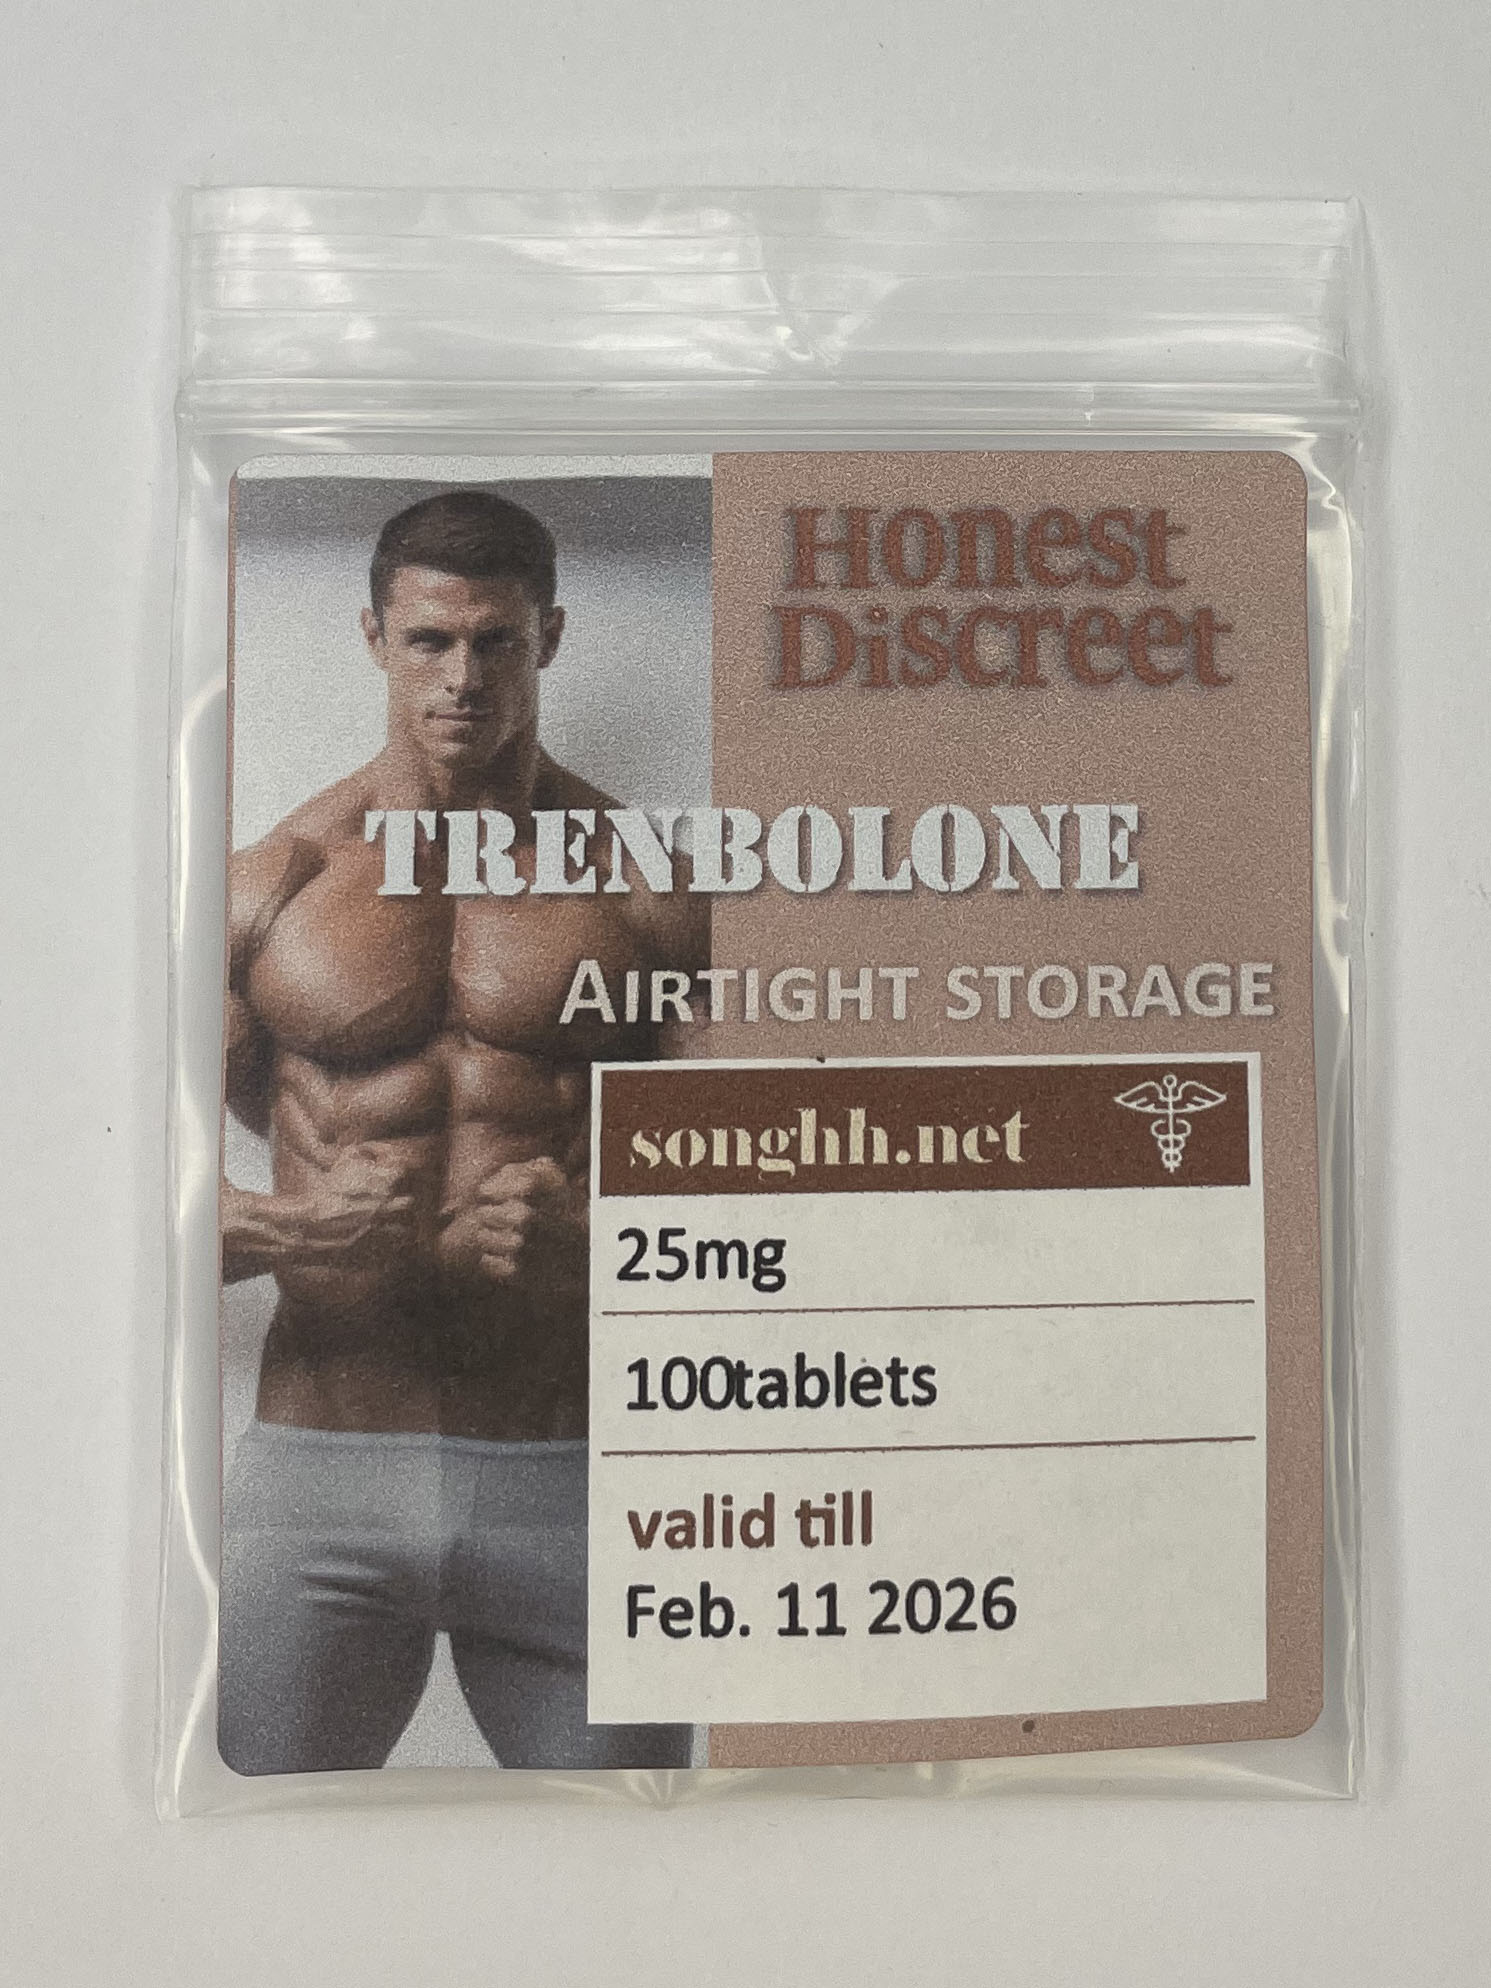 Honest
Discreet
TRENBOLONE
AIRTIGHT STORAGE
songhh.net
25mg
100tablets
valid till
Feb. 11 2026